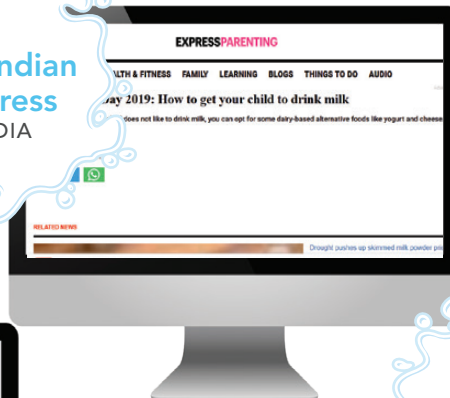 ndian
ress
DIA
EXPRESSPARENTING
ALTH & FITNESS FAMILY LEARNING BLOGS THINGS TO DO AUDIO
ay 2019: How to get your child to drink milk
does not like to drink milk, you can opt for some dairy-based alternative foods like yogurt and cheese
RELATED NEWS
Drought pushes up skimmed milk powder pri